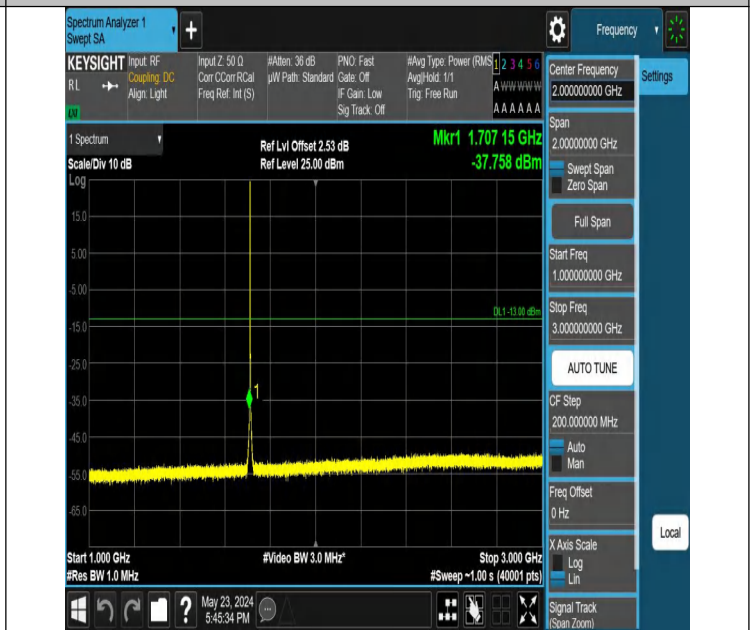 Spectrum Analyzer 1
Swept SA
Frequency
KEYSIGHT
RL
Input: RF
Coupling: DC
Align: Light
Input Z: 50 Ω
Corr CCorr RCal
Freq Ref: Int (S)
#Atten: 36 dB
µW Path: Standard
PNO: Fast
Gate: Off
IF Gain: Low
Sig Track: Off
#Avg Type: Power (RMS
Avg|Hold: 1/1
Trig: Free Run
1 2 3 4 5 6
A W W W W W
A A A A A A
1 Spectrum
Scale/Div 10 dB
Log
Ref Lvl Offset 2.53 dB
Ref Level 25.00 dBm
Mkr1 1.707 15 GHz
-37.758 dBm
15.0
5.00
-5.00
-15.0
-25.0
-35.0
-45.0
-55.0
-65.0
DL1 -13.00 dBm
1
Start 1.000 GHz
#Res BW 1.0 MHz
#Video BW 3.0 MHz*
Stop 3.000 GHz
#Sweep ~1.00 s (40001 pts)
?
May 23, 2024
5:45:34 PM
Center Frequency
2.000000000 GHz
Settings
Span
2.00000000 GHz
Swept Span
Zero Span
Full Span
Start Freq
1.000000000 GHz
Stop Freq
3.000000000 GHz
AUTO TUNE
CF Step
200.000000 MHz
Auto
Man
Freq Offset
0 Hz
X Axis Scale
Log
Lin
Local
Signal Track
(Span Zoom)